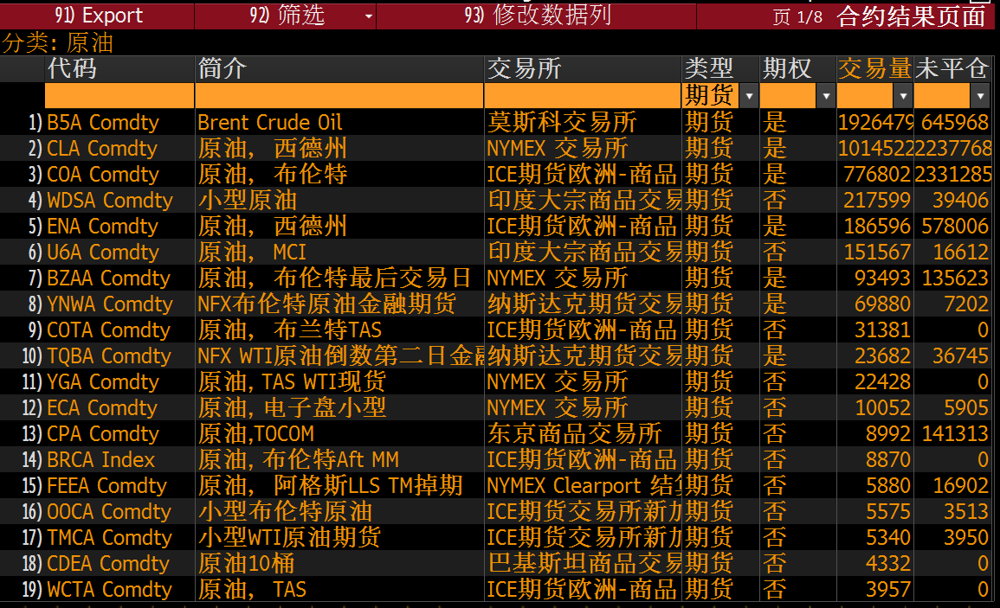 91) Export 92) 筛选 93) 修改数据列 页 1/8 合约结果页面
分类: 原油
代码 简介 交易所 类型 期权 交易量 未平仓
期货
1) B5A Comdty Brent Crude Oil 莫斯科交易所 期货 是 1926479 645968
2) CLA Comdty 原油, 西德州 NYMEX 交易所 期货 是 1014522 2237768
3) COA Comdty 原油, 布伦特 ICE期货欧洲-商品 期货 是 776802 2331285
4) WDSA Comdty 小型原油 印度大宗商品交易 期货 否 217599 39406
5) ENA Comdty 原油, 西德州 ICE期货欧洲-商品 期货 是 186596 578006
6) U6A Comdty 原油, MCI 印度大宗商品交易 期货 否 151567 16612
7) BZAA Comdty 原油, 布伦特最后交易日 NYMEX 交易所 期货 是 93493 135623
8) YNWA Comdty NFX布伦特原油金融期货 纳斯达克期货交易 期货 是 69880 7202
9) COTA Comdty 原油, 布兰特TAS ICE期货欧洲-商品 期货 否 31381 0
10) TQBA Comdty NFX WTI原油倒数第二日金融 纳斯达克期货交易 期货 是 23682 36745
11) YGA Comdty 原油, TAS WTI现货 NYMEX 交易所 期货 否 22428 0
12) ECA Comdty 原油, 电子盘小型 NYMEX 交易所 期货 否 10052 5905
13) CPA Comdty 原油,TOCOM 东京商品交易所 期货 否 8992 141313
14) BRCA Index 原油, 布伦特Aft MM ICE期货欧洲-商品 期货 否 8870 0
15) FEEA Comdty 原油, 阿格斯LLS TM掉期 NYMEX Clearport 结算 期货 否 5880 16902
16) OOCA Comdty 小型布伦特原油 ICE期货交易所新加 期货 否 5575 3513
17) TMCA Comdty 小型WTI原油期货 ICE期货交易所新加 期货 否 5340 3950
18) CDEA Comdty 原油10桶 巴基斯坦商品交易 期货 否 4332 0
19) WCTA Comdty 原油, TAS ICE期货欧洲-商品 期货 否 3957 0